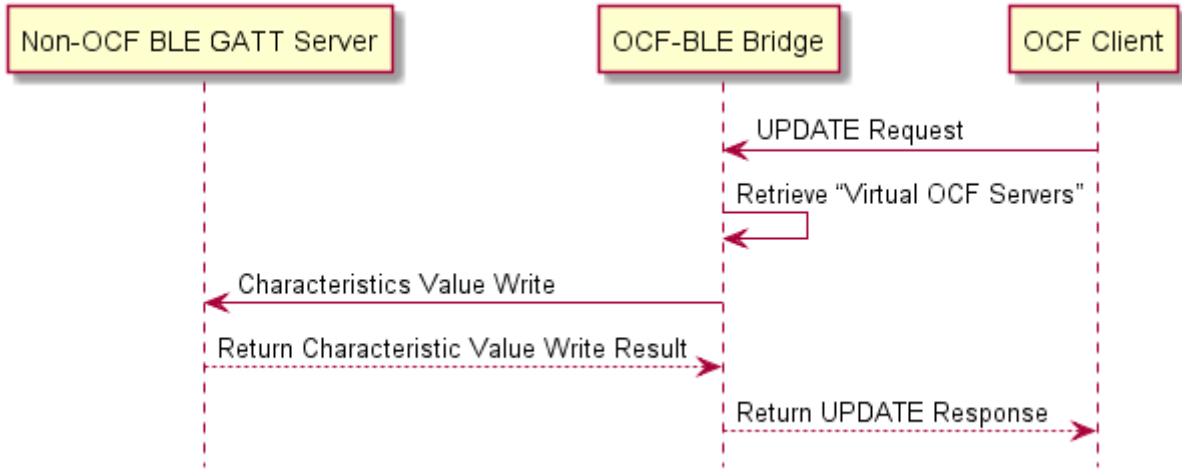 Non-OCF BLE GATT Server
OCF-BLE Bridge
OCF Client
UPDATE Request
Retrieve “Virtual OCF Servers”
Characteristics Value Write
Return Characteristic Value Write Result
Return UPDATE Response